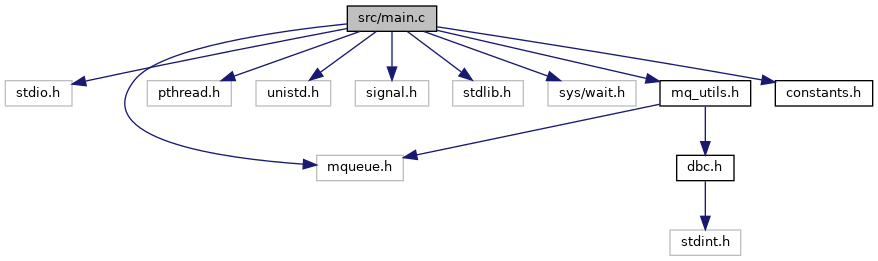 src/main.c
stdio.h
pthread.h
unistd.h
signal.h
stdlib.h
sys/wait.h
mq_utils.h
constants.h
mqueue.h
dbc.h
stdint.h